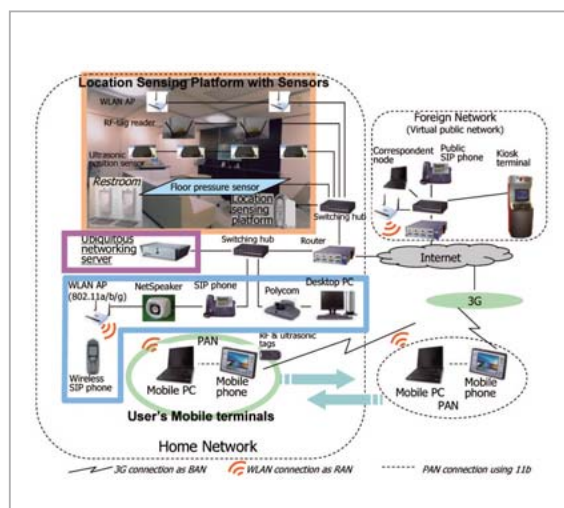 Location Sensing Platform with Sensors
WLAN AP
RF-tag reader
Ultrasonic
position sensor
Restroom
Floor pressure sensor
Location
sensing
platform
Switching hub
Foreign Network
(Virtual public network)
Correspondent
node
Public
SIP phone
Kiosk
terminal
Ubiquitous
networking
server
Switching hub
Router
Internet
WLAN AP
(802.11a/b/g)
NetSpeaker
SIP phone
Polycom
Desktop PC
3G
Wireless
SIP phone
PAN
RF & ultrasonic
tags
Mobile PC
Mobile
phone
User's Mobile terminals
Mobile PC
Mobile
phone
PAN
Home Network
3G connection as BAN
WLAN connection as RAN
PAN connection using 11b